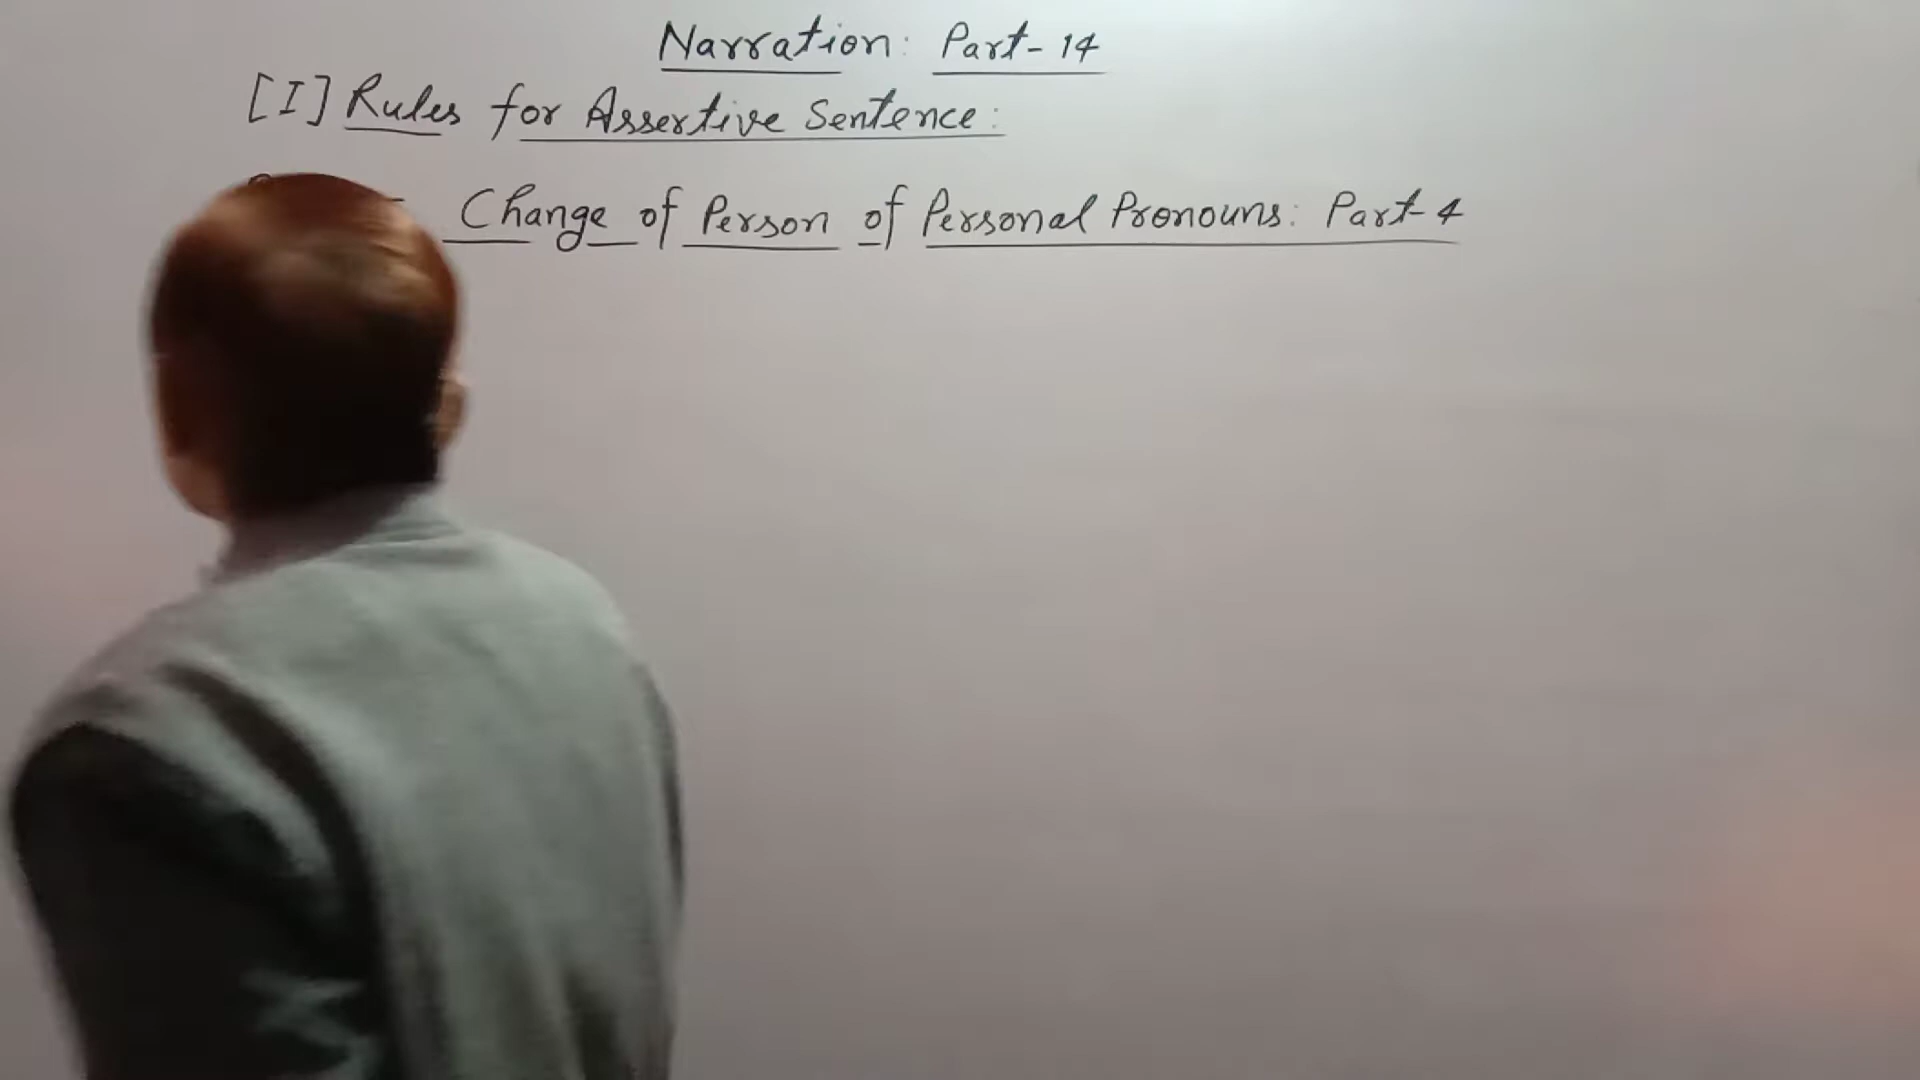 Narration: Part-14
[I] Rules for Assertive Sentence:
Change of Person of Personal Pronouns: Part-4